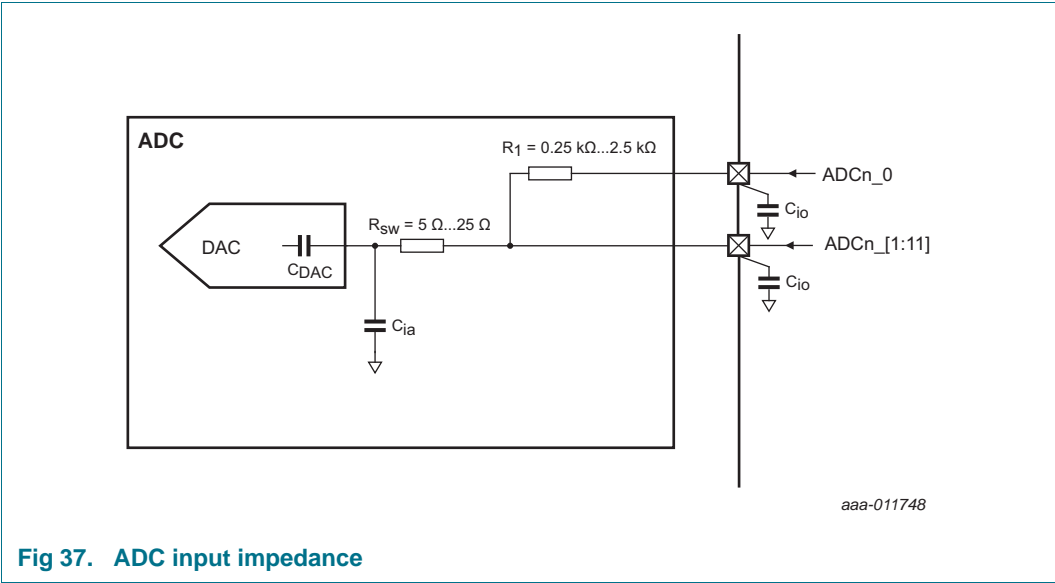 ADC
R1 = 0.25 kΩ...2.5 kΩ
ADCn_0
Cio
Rsw = 5 Ω...25 Ω
DAC
CDAC
ADCn_[1:11]
Cio
Cia
aaa-011748
Fig 37. ADC input impedance